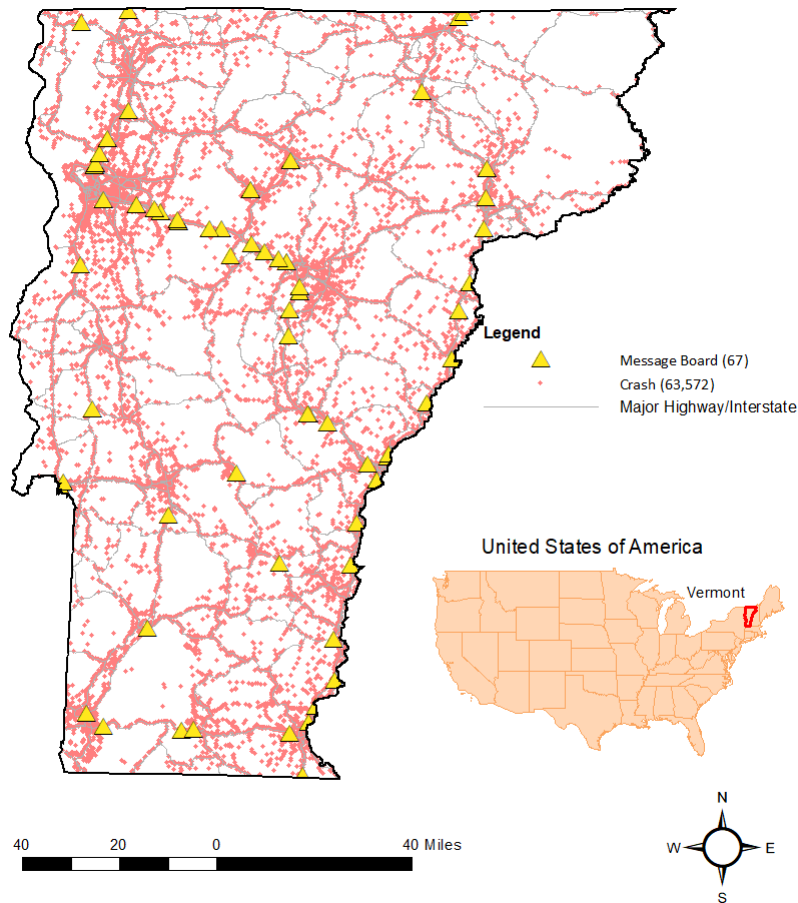 Legend
Message Board (67)
Crash (63,572)
Major Highway/Interstate
United States of America
Vermont
N
W E
S
40 20 0 40 Miles